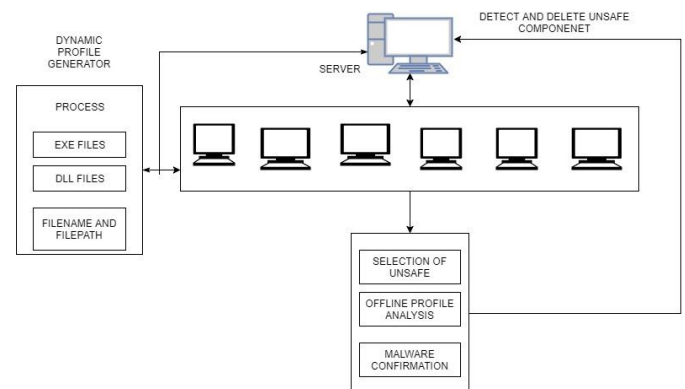 DETECT AND DELETE UNSAFE
COMPONENET
DYNAMIC
PROFILE
GENERATOR
SERVER
PROCESS
EXE FILES
DLL FILES
FILENAME AND
FILEPATH
SELECTION OF
UNSAFE
OFFLINE PROFILE
ANALYSIS
MALWARE
CONFIRMATION